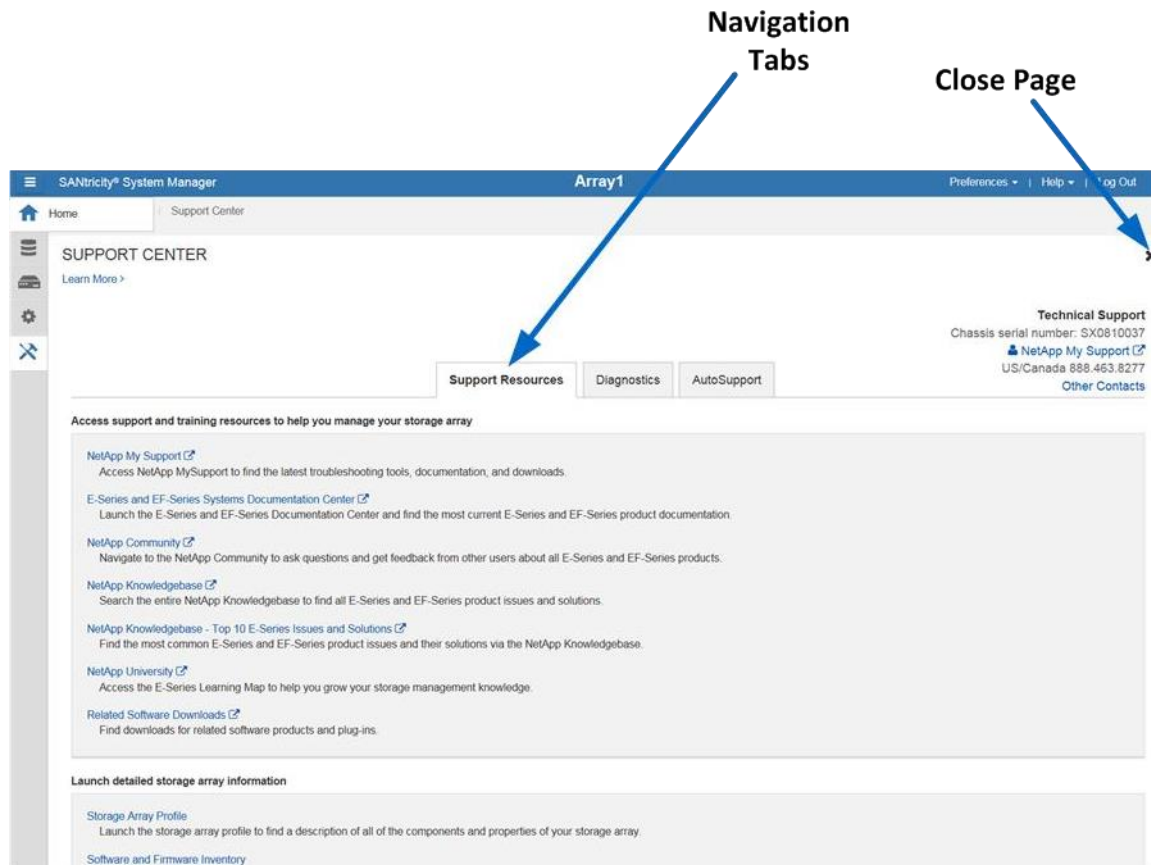 Navigation
Tabs
Close Page
SANtricity® System Manager
Array1
Preferences | Help | Log Out
Home
Support Center
SUPPORT CENTER
Learn More >
Technical Support
Chassis serial number: SX0810037
NetApp My Support
US/Canada 888.463.8277
Other Contacts
Support Resources
Diagnostics
AutoSupport
Access support and training resources to help you manage your storage array
NetApp My Support
Access NetApp MySupport to find the latest troubleshooting tools, documentation, and downloads.
E-Series and EF-Series Systems Documentation Center
Launch the E-Series and EF-Series Documentation Center and find the most current E-Series and EF-Series product documentation.
NetApp Community
Navigate to the NetApp Community to ask questions and get feedback from other users about all E-Series and EF-Series products.
NetApp Knowledgebase
Search the entire NetApp Knowledgebase to find all E-Series and EF-Series product issues and solutions.
NetApp Knowledgebase - Top 10 E-Series Issues and Solutions
Find the most common E-Series and EF-Series product issues and their solutions via the NetApp Knowledgebase.
NetApp University
Access the E-Series Learning Map to help you grow your storage management knowledge.
Related Software Downloads
Find downloads for related software products and plug-ins.
Launch detailed storage array information
Storage Array Profile
Launch the storage array profile to find a description of all of the components and properties of your storage array.
Software and Firmware Inventory